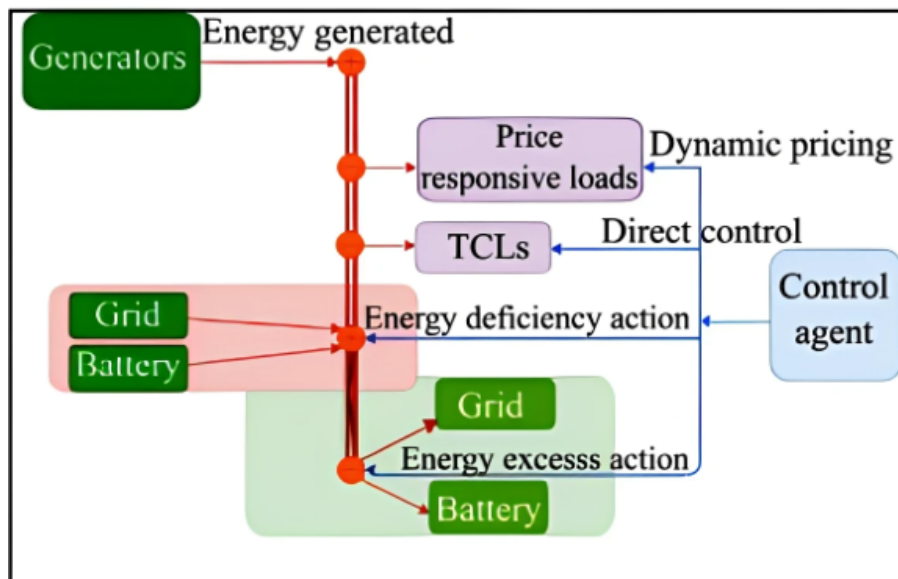 Energy generated
Generators
Price
responsive loads
Dynamic pricing
TCLs
Direct control
Control
agent
Grid
Battery
Energy deficiency action
Grid
Energy excesss action
Battery